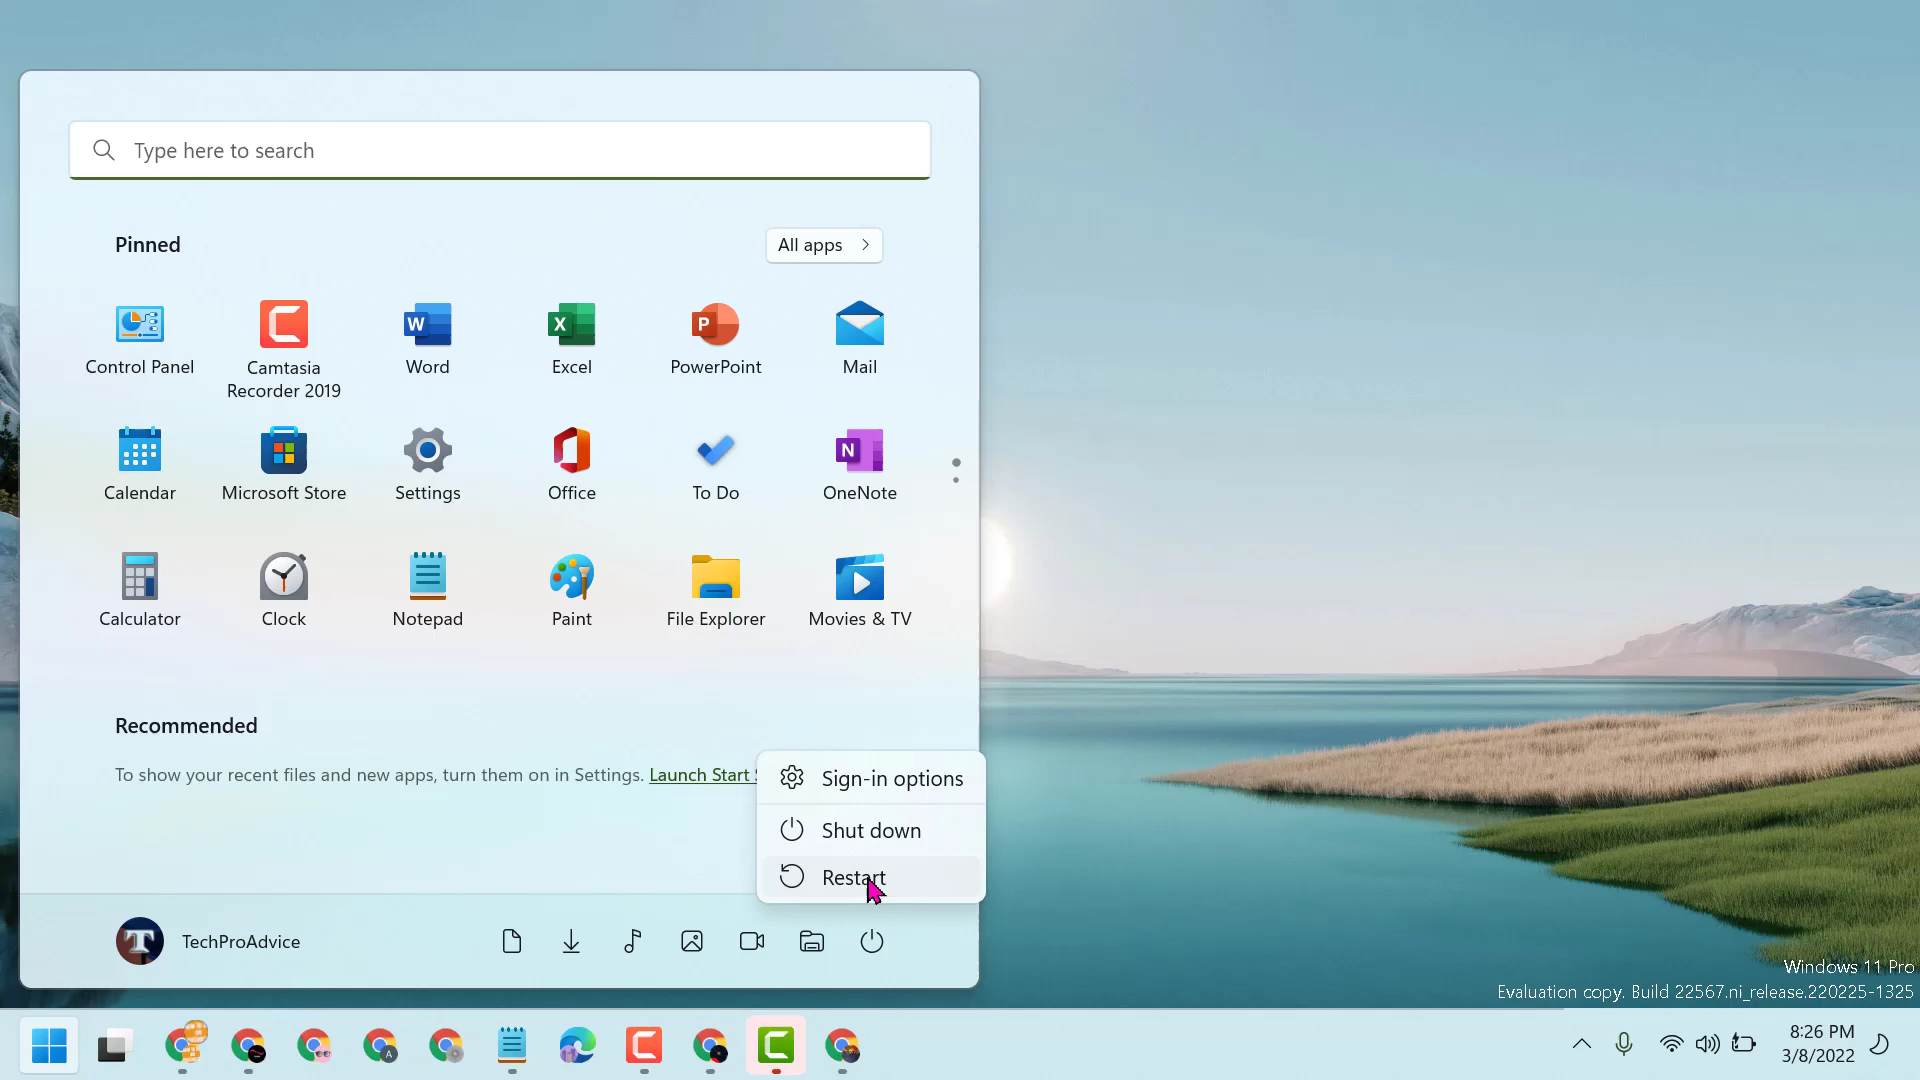 Type here to search
Pinned
All apps
Control Panel
Camtasia
Recorder 2019
Word
Excel
PowerPoint
Mail
Calendar
Microsoft Store
Settings
Office
To Do
OneNote
Calculator
Clock
Notepad
Paint
File Explorer
Movies & TV
Recommended
To show your recent files and new apps, turn them on in Settings. Launch Start
Sign-in options
Shut down
Restart
TechProAdvice
Windows 11 Pro
Evaluation copy. Build 22567.ni_release.220225-1325
8:26 PM
3/8/2022